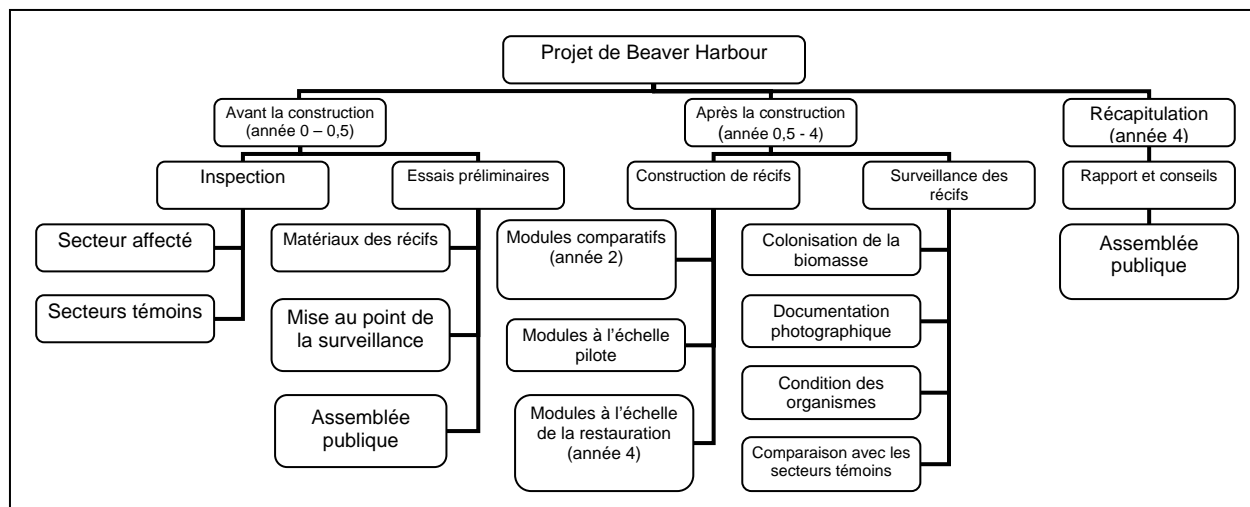 Projet de Beaver Harbour
Avant la construction
(année 0 – 0,5)
Après la construction
(année 0,5 - 4)
Récapitulation
(année 4)
Inspection
Essais préliminaires
Construction de récifs
Surveillance des
récifs
Rapport et conseils
Secteur affecté
Secteurs témoins
Matériaux des récifs
Mise au point de
la surveillance
Assemblée
publique
Modules comparatifs
(année 2)
Modules à l'échelle
pilote
Modules à l'échelle
de la restauration
(année 4)
Colonisation de la
biomasse
Documentation
photographique
Condition des
organismes
Comparaison avec les
secteurs témoins
Assemblée
publique